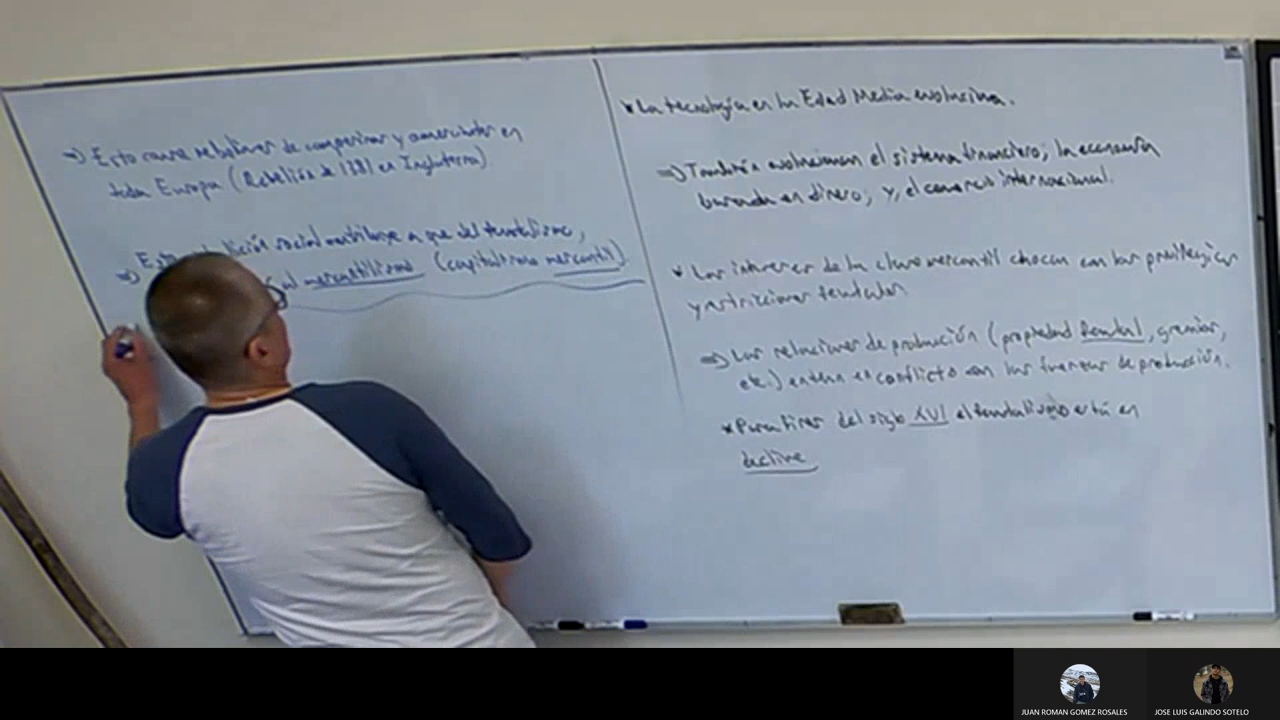 ⇒ Esto causa rebeliones de campesinos y comerciantes en
toda Europa (Rebelión de 1381 en Inglaterra).
Esta social contribuye a que del feudalismo,
⇒ al mercantilismo (capitalismo mercantil).
* La tecnología en la Edad Media evoluciona.
⇒ También evolucionan el sistema financiero; la economía
basada en dinero; y, el comercio internacional.
* Los intereses de la clase mercantil chocan con los privilegios
y restricciones feudales.
⇒ Las relaciones de producción (propiedad feudal, gremios,
etc.) entran en conflicto con las fuerzas de producción.
* Para fines del siglo XVI el feudalismo está en
declive
JUAN ROMAN GOMEZ ROSALES
JOSE LUIS GALINDO SOTELO